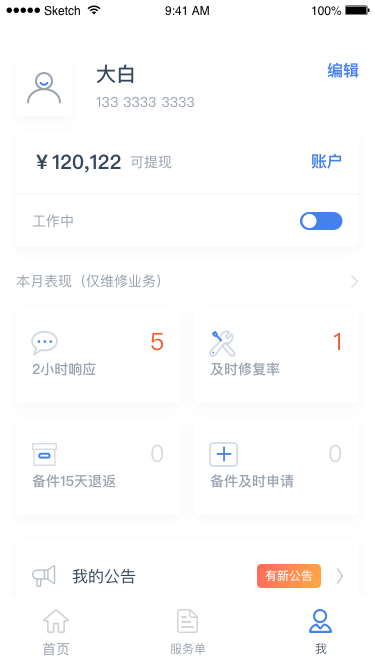 Sketch 9:41 AM 100%
大白 编辑
133 3333 3333
¥120,122 可提现 账户
工作中
本月表现（仅维修业务）
5 1
2小时响应 及时修复率
0 0
备件15天退返 备件及时申请
我的公告 有新公告
首页 服务单 我